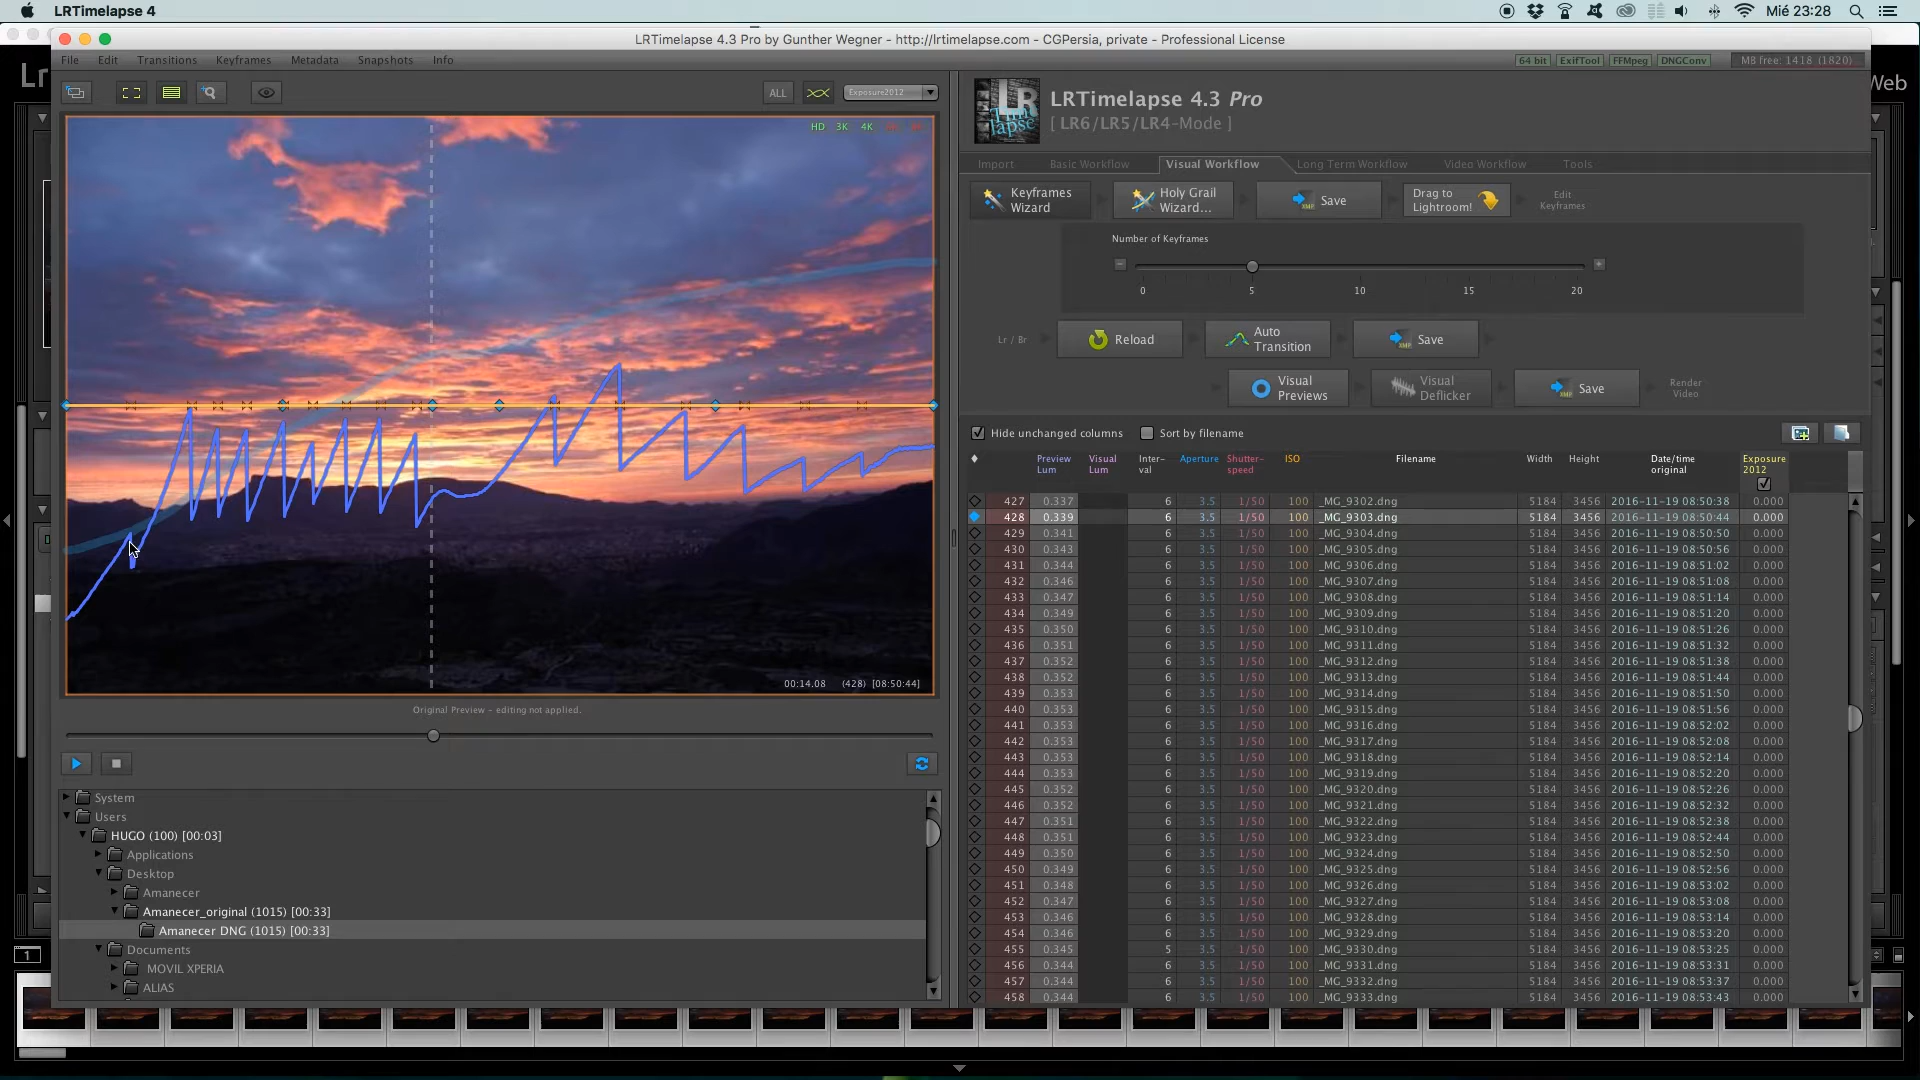 LRTimelapse 4
Mié 23:28
LRTimelapse 4.3 Pro by Gunther Wegner - http://lrtimelapse.com - CGPersia, private - Professional License
File Edit Transitions Keyframes Metadata Snapshots Info
64 bit ExifTool FFMpeg DNGConv MB free: 1418 (1820)
Lr
Web
ALL Exposure2012
LRTimelapse 4.3 Pro
[ LR6/LR5/LR4-Mode ]
HD 3K 4K
Import Basic Workflow Visual Workflow Long Term Workflow Video Workflow Tools
Keyframes Wizard
Holy Grail Wizard...
Save
Drag to Lightroom!
Edit Keyframes
Number of Keyframes
0 5 10 15 20
Lr / Br Reload Auto Transition Save
Visual Previews Visual Deflicker Save Render Video
Hide unchanged columns Sort by filename
Preview Lum Visual Lum Inter-val Aperture Shutter-speed ISO Filename Width Height Date/time original Exposure 2012
427 0.337 6 3.5 1/50 100 _MG_9302.dng 5184 3456 2016-11-19 08:50:38 0.000
428 0.339 6 3.5 1/50 100 _MG_9303.dng 5184 3456 2016-11-19 08:50:44 0.000
429 0.341 6 3.5 1/50 100 _MG_9304.dng 5184 3456 2016-11-19 08:50:50 0.000
430 0.343 6 3.5 1/50 100 _MG_9305.dng 5184 3456 2016-11-19 08:50:56 0.000
431 0.344 6 3.5 1/50 100 _MG_9306.dng 5184 3456 2016-11-19 08:51:02 0.000
432 0.346 6 3.5 1/50 100 _MG_9307.dng 5184 3456 2016-11-19 08:51:08 0.000
433 0.347 6 3.5 1/50 100 _MG_9308.dng 5184 3456 2016-11-19 08:51:14 0.000
434 0.349 6 3.5 1/50 100 _MG_9309.dng 5184 3456 2016-11-19 08:51:20 0.000
435 0.350 6 3.5 1/50 100 _MG_9310.dng 5184 3456 2016-11-19 08:51:26 0.000
436 0.351 6 3.5 1/50 100 _MG_9311.dng 5184 3456 2016-11-19 08:51:32 0.000
437 0.352 6 3.5 1/50 100 _MG_9312.dng 5184 3456 2016-11-19 08:51:38 0.000
438 0.352 6 3.5 1/50 100 _MG_9313.dng 5184 3456 2016-11-19 08:51:44 0.000
439 0.353 6 3.5 1/50 100 _MG_9314.dng 5184 3456 2016-11-19 08:51:50 0.000
440 0.353 6 3.5 1/50 100 _MG_9315.dng 5184 3456 2016-11-19 08:51:56 0.000
441 0.353 6 3.5 1/50 100 _MG_9316.dng 5184 3456 2016-11-19 08:52:02 0.000
442 0.353 6 3.5 1/50 100 _MG_9317.dng 5184 3456 2016-11-19 08:52:08 0.000
443 0.353 6 3.5 1/50 100 _MG_9318.dng 5184 3456 2016-11-19 08:52:14 0.000
444 0.353 6 3.5 1/50 100 _MG_9319.dng 5184 3456 2016-11-19 08:52:20 0.000
445 0.352 6 3.5 1/50 100 _MG_9320.dng 5184 3456 2016-11-19 08:52:26 0.000
446 0.352 6 3.5 1/50 100 _MG_9321.dng 5184 3456 2016-11-19 08:52:32 0.000
447 0.351 6 3.5 1/50 100 _MG_9322.dng 5184 3456 2016-11-19 08:52:38 0.000
448 0.351 6 3.5 1/50 100 _MG_9323.dng 5184 3456 2016-11-19 08:52:44 0.000
449 0.350 6 3.5 1/50 100 _MG_9324.dng 5184 3456 2016-11-19 08:52:50 0.000
450 0.349 6 3.5 1/50 100 _MG_9325.dng 5184 3456 2016-11-19 08:52:56 0.000
451 0.348 6 3.5 1/50 100 _MG_9326.dng 5184 3456 2016-11-19 08:53:02 0.000
452 0.347 6 3.5 1/50 100 _MG_9327.dng 5184 3456 2016-11-19 08:53:08 0.000
453 0.346 6 3.5 1/50 100 _MG_9328.dng 5184 3456 2016-11-19 08:53:14 0.000
454 0.346 6 3.5 1/50 100 _MG_9329.dng 5184 3456 2016-11-19 08:53:20 0.000
455 0.345 5 3.5 1/50 100 _MG_9330.dng 5184 3456 2016-11-19 08:53:25 0.000
456 0.344 6 3.5 1/50 100 _MG_9331.dng 5184 3456 2016-11-19 08:53:31 0.000
457 0.344 6 3.5 1/50 100 _MG_9332.dng 5184 3456 2016-11-19 08:53:37 0.000
458 0.344 6 3.5 1/50 100 _MG_9333.dng 5184 3456 2016-11-19 08:53:43 0.000
00:14.08 (428) [08:50:44]
Original Preview - editing not applied.
System
Users
HUGO (100) [00:03]
Applications
Desktop
Amanecer
Amanecer_original (1015) [00:33]
Amanecer DNG (1015) [00:33]
Documents
MOVIL XPERIA
ALIAS
1